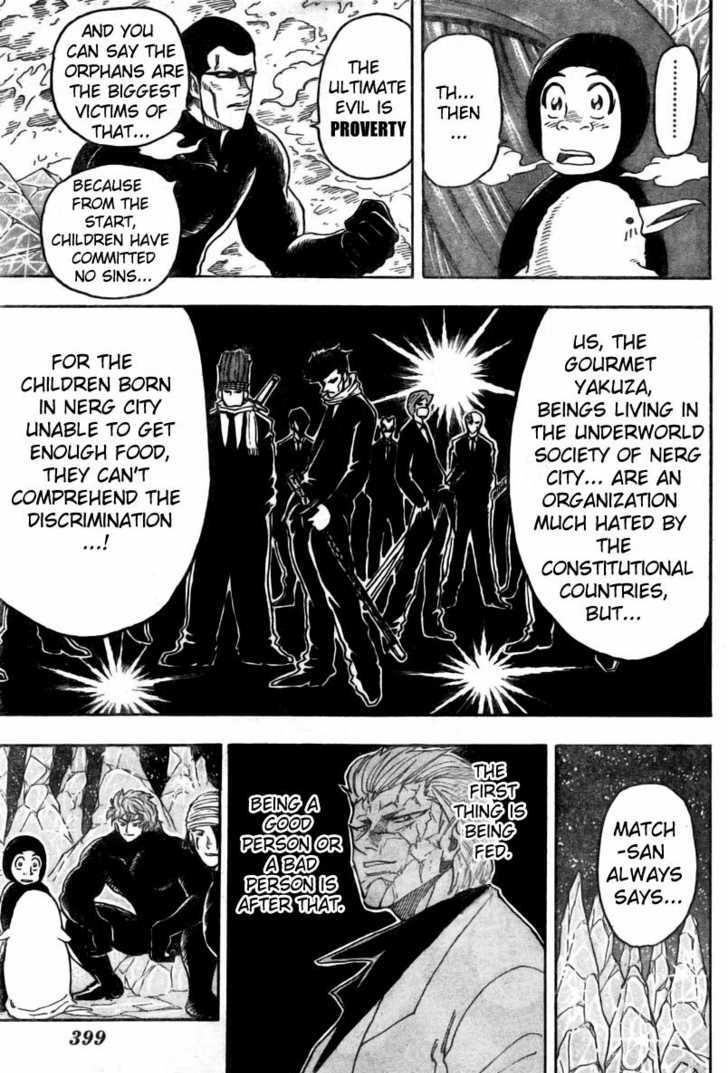 .........
TH...
THEN
...
THE
ULTIMATE
EVIL IS
PROVERTY
AND YOU
CAN SAY THE
ORPHANS ARE
THE BIGGEST
VICTIMS OF
THAT...
BECAUSE
FROM THE
START,
CHILDREN HAVE
COMMITTED
NO SINS...
US, THE
GOURMET
YAKUZA,
BEINGS LIVING IN
THE UNDERWORLD
SOCIETY OF NERG
CITY... ARE AN
ORGANIZATION
MUCH HATED BY
THE
CONSTITUTIONAL
COUNTRIES,
BUT...
FOR THE
CHILDREN BORN
IN NERG CITY
UNABLE TO GET
ENOUGH FOOD,
THEY CAN'T
COMPREHEND THE
DISCRIMINATION
...!
MATCH
-SAN
ALWAYS
SAYS...
THE
FIRST
THING IS
BEING
FED.
BEING A
GOOD
PERSON OR
A BAD
PERSON IS
AFTER THAT.
399